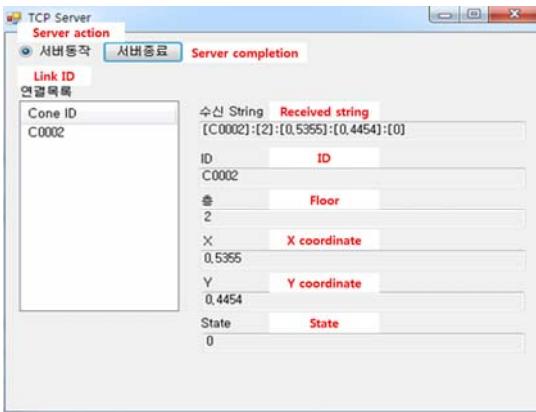 TCP Server
Server action
서버동작 서버종료 Server completion
Link ID
연결목록
Cone ID
C0002
수신 String Received string
[C0002]:[2]:[0,5355]:[0,4454]:[0]
ID ID
C0002
층 Floor
2
X X coordinate
0,5355
Y Y coordinate
0,4454
State State
0